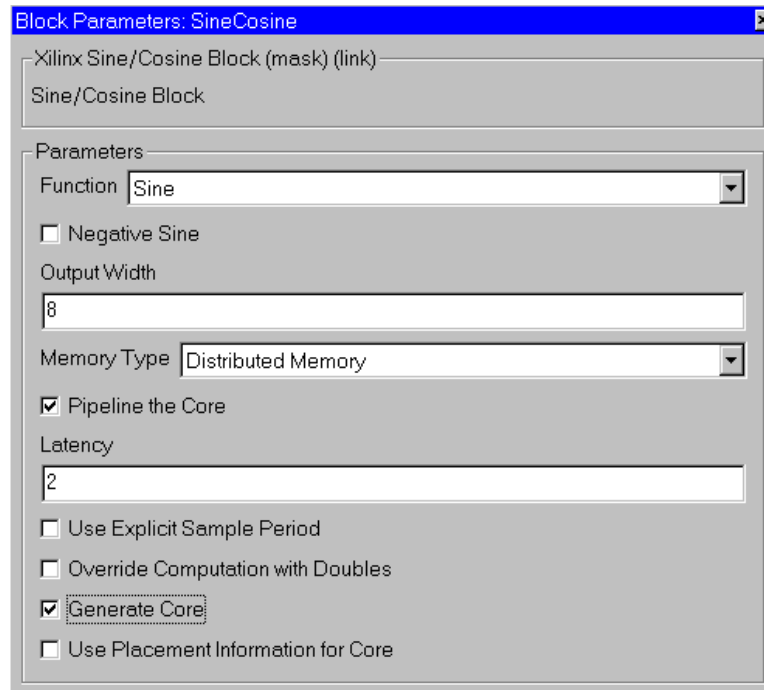 Block Parameters: SineCosine
Xilinx Sine/Cosine Block (mask) (link)
Sine/Cosine Block
Parameters
Function Sine
Negative Sine
Output Width
8
Memory Type Distributed Memory
Pipeline the Core
Latency
2
Use Explicit Sample Period
Override Computation with Doubles
Generate Core
Use Placement Information for Core